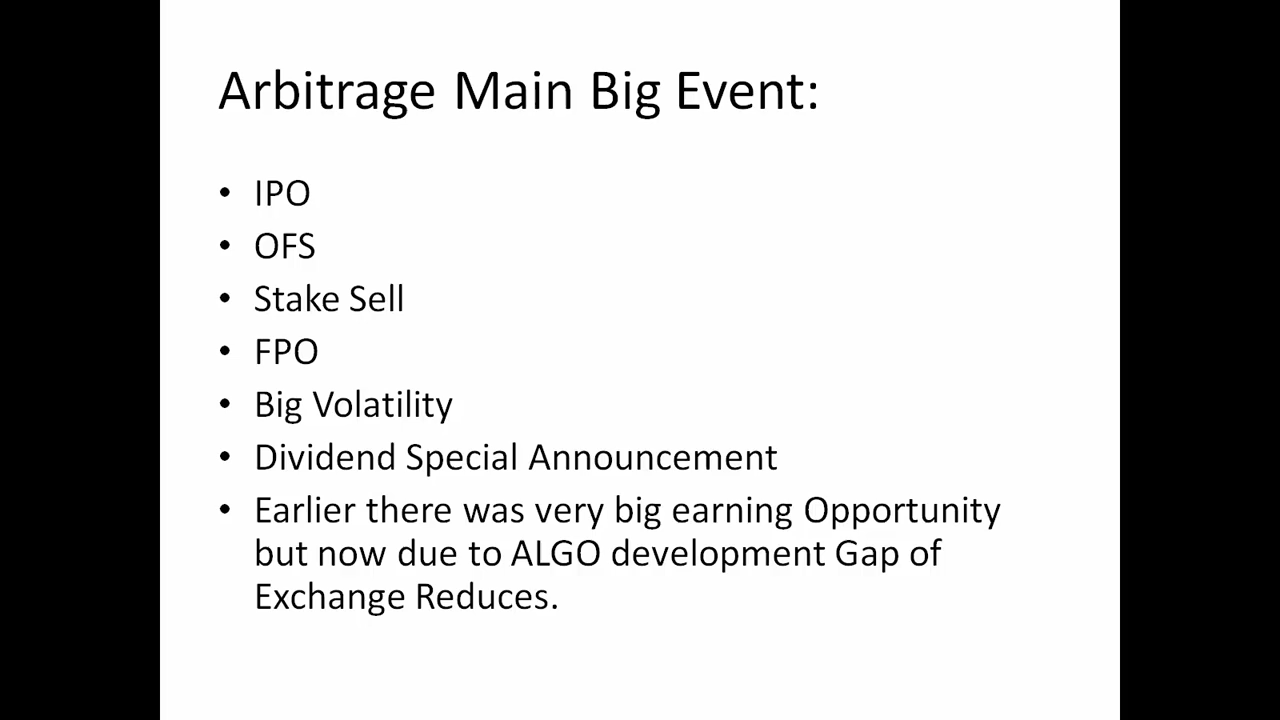 Arbitrage Main Big Event:
• IPO
• OFS
• Stake Sell
• FPO
• Big Volatility
• Dividend Special Announcement
• Earlier there was very big earning Opportunity
but now due to ALGO development Gap of
Exchange Reduces.